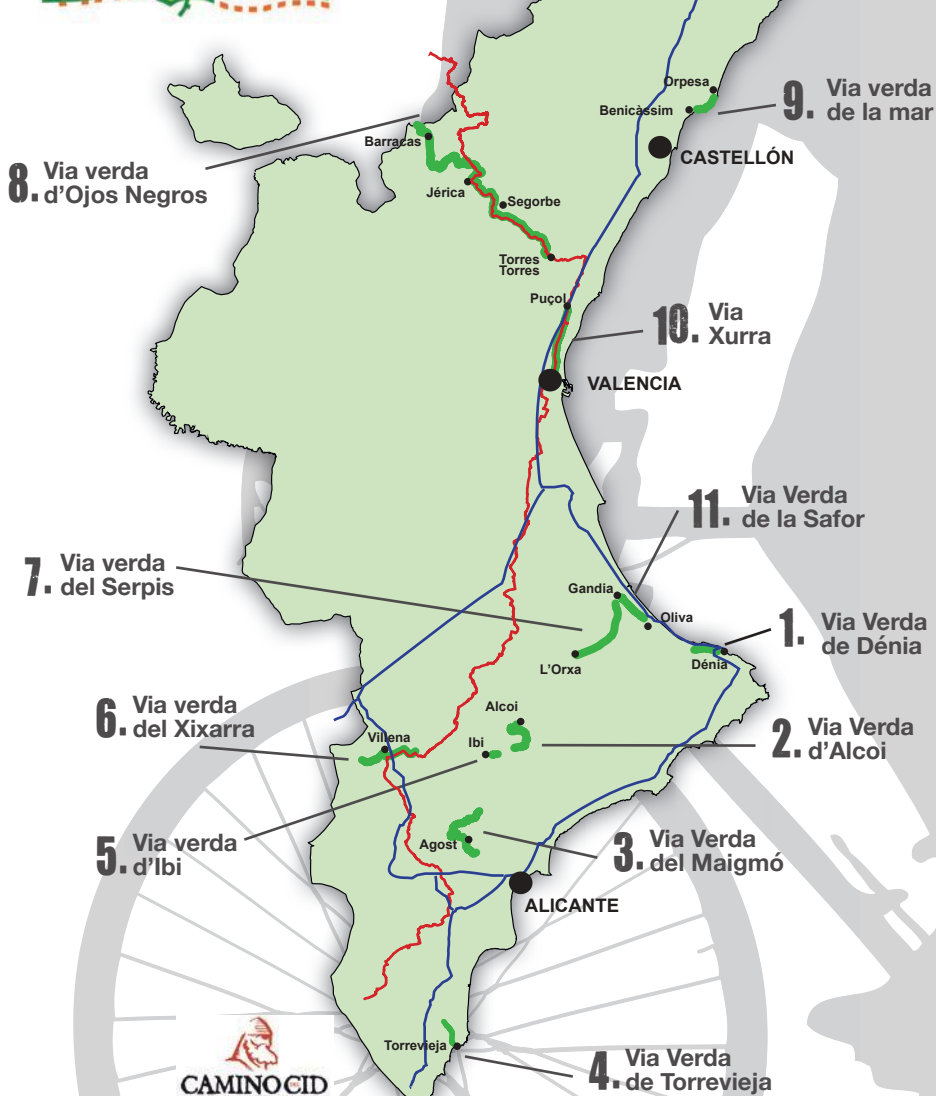 Orpesa
Benicàssim
9. Via verda
de la mar
CASTELLÓN
Barracas
8. Via verda
d'Ojos Negros
Jérica
Segorbe
Torres
Torres
Puçol
10. Via
Xurra
VALENCIA
11. Via Verda
de la Safor
7. Via verda
del Serpis
Gandia
Oliva
1. Via Verda
de Dénia
L'Orxa
Dénia
6. Via verda
del Xixarra
Alcoi
Villena
Ibi
2. Via Verda
d'Alcoi
5. Via verda
d'Ibi
Agost
3. Via Verda
del Maigmó
ALICANTE
Torrevieja
4. Via Verda
de Torrevieja
CAMINO DEL CID